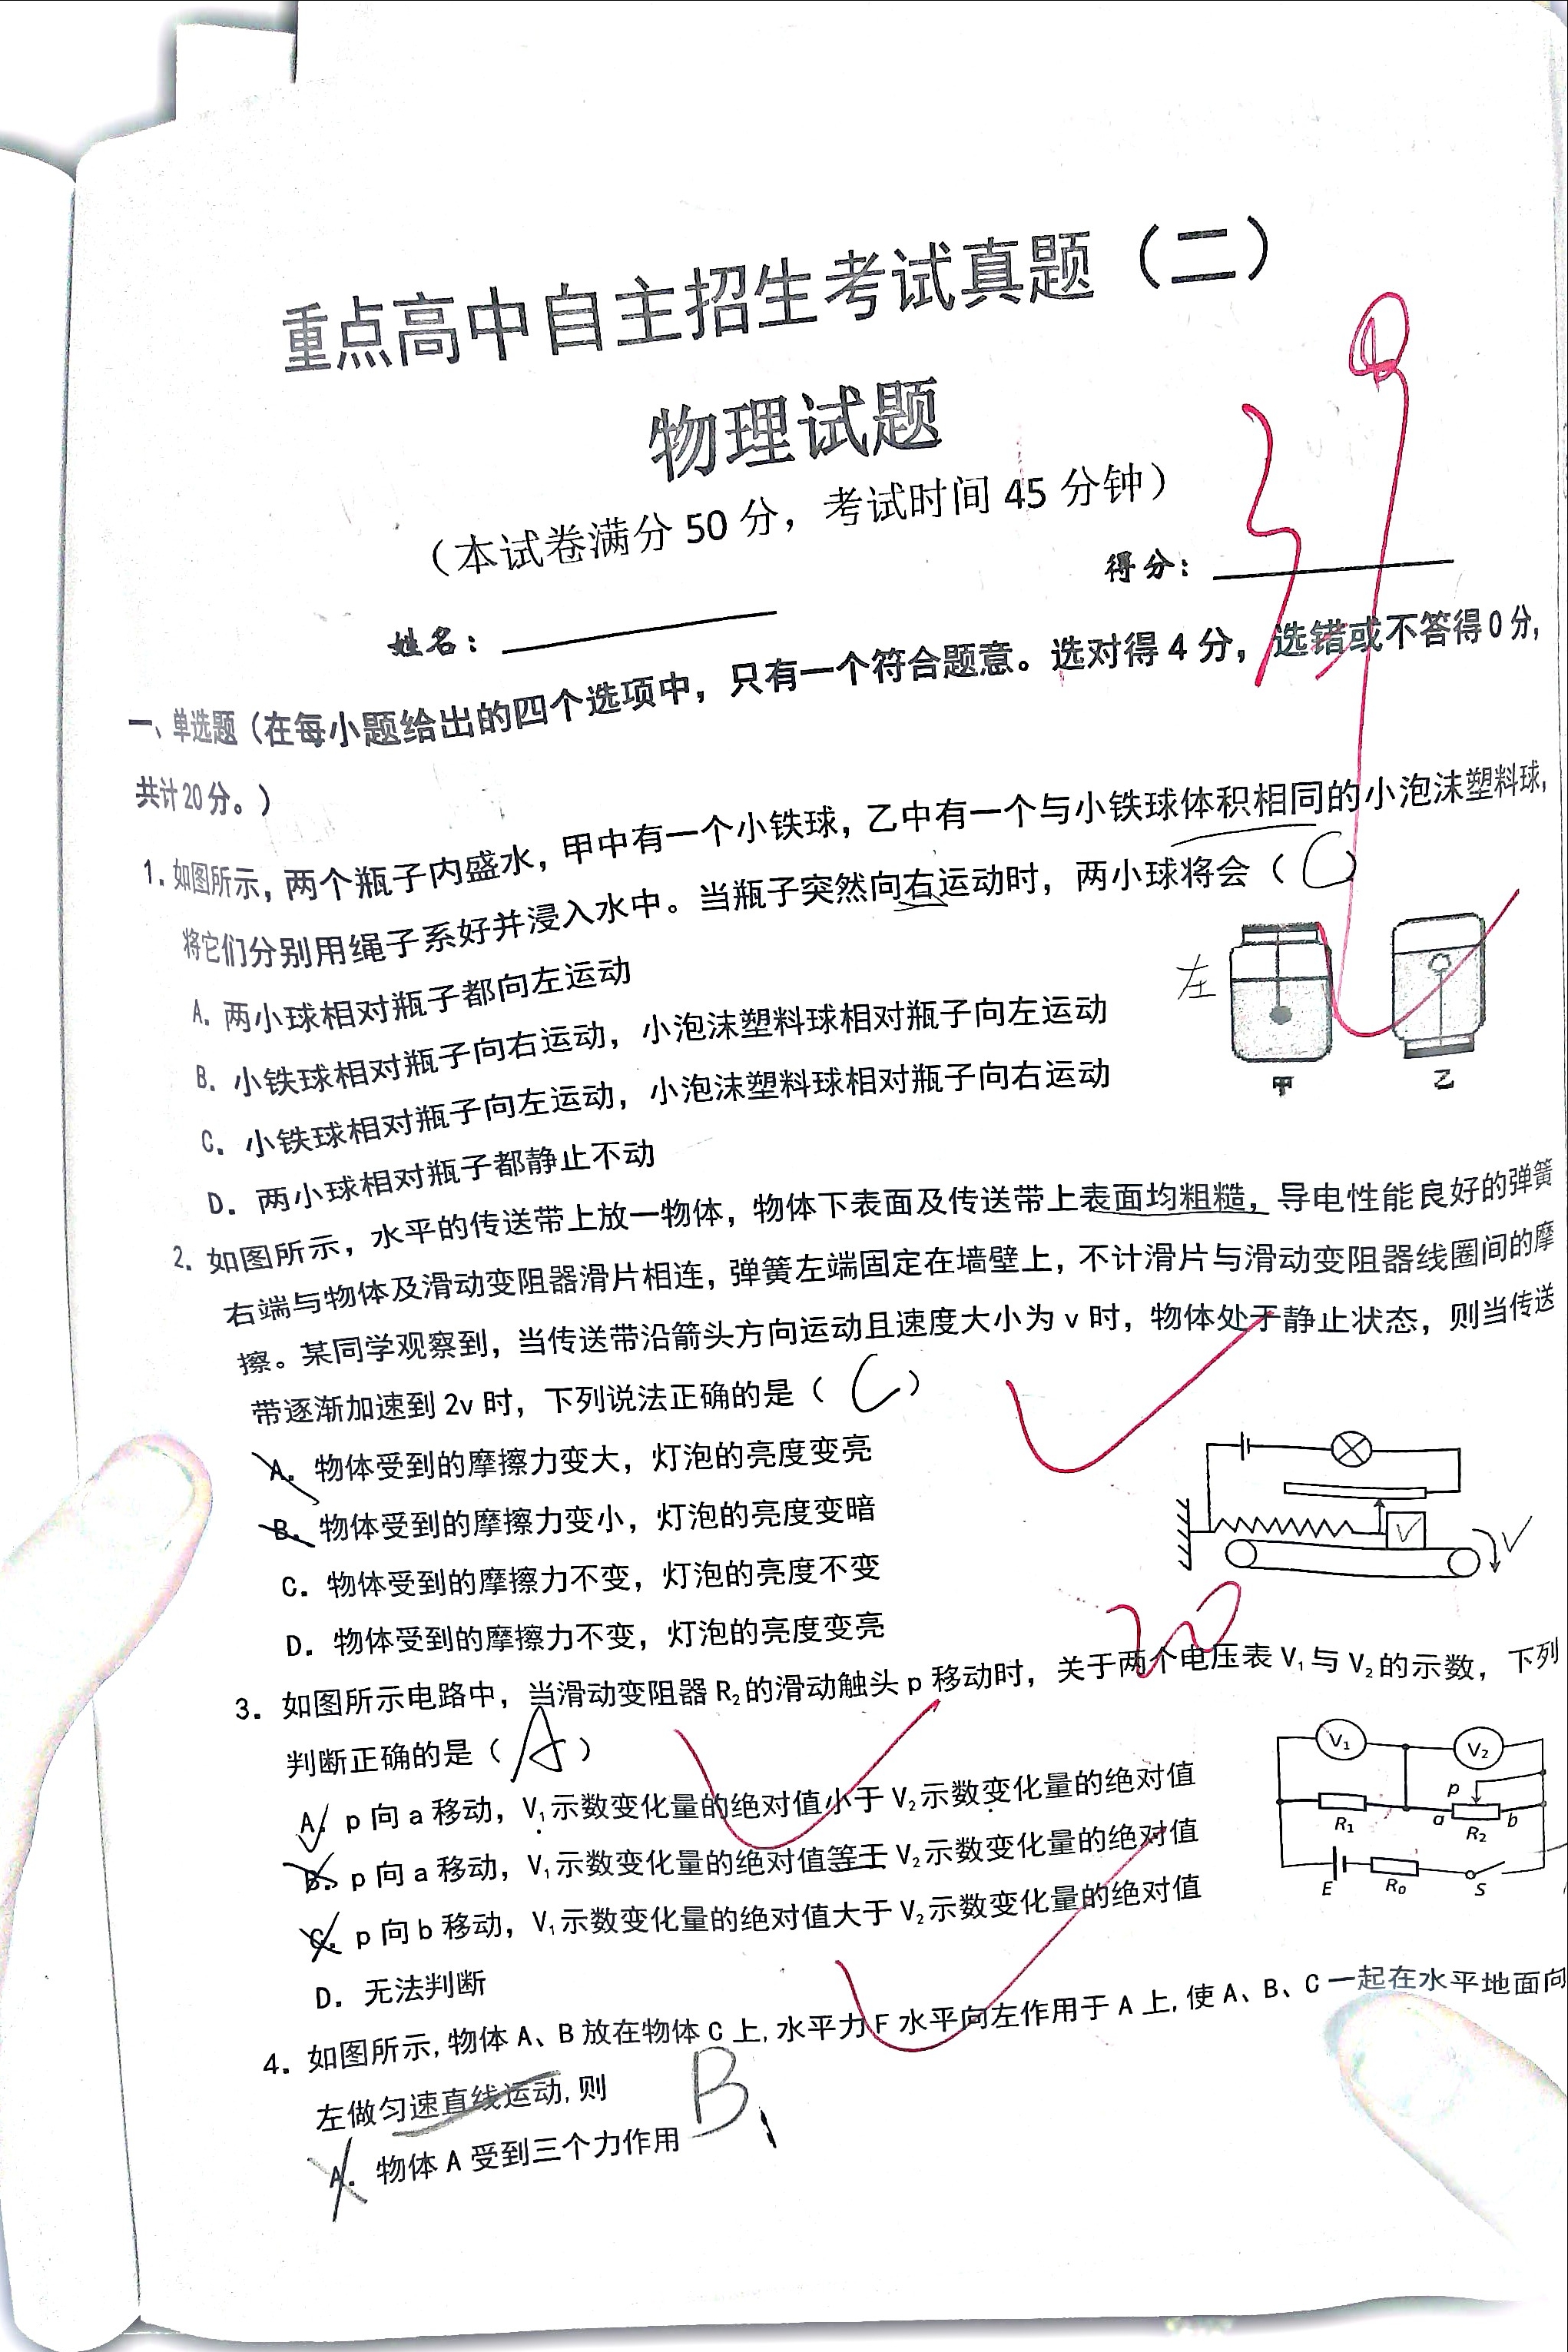 重点高中自主招生考试真题（二）
物理试题
（本试卷满分 50 分，考试时间 45 分钟）
得分：
姓名：
一、单选题（在每小题给出的四个选项中，只有一个符合题意。选对得 4 分，选错或不答得 0 分，
共计 20 分。）
1. 如图所示，两个瓶子内盛水，甲中有一个小铁球，乙中有一个与小铁球体积相同的小泡沫塑料球，
将它们分别用绳子系好并浸入水中。当瓶子突然向右运动时，两小球将会（ C ）
A. 两小球相对瓶子都向左运动
B. 小铁球相对瓶子向右运动，小泡沫塑料球相对瓶子向左运动
C. 小铁球相对瓶子向左运动，小泡沫塑料球相对瓶子向右运动
D. 两小球相对瓶子都静止不动
左
甲
乙
2. 如图所示，水平的传送带上放一物体，物体下表面及传送带上表面均粗糙，导电性能良好的弹簧
右端与物体及滑动变阻器滑片相连，弹簧左端固定在墙壁上，不计滑片与滑动变阻器线圈间的摩
擦。某同学观察到，当传送带沿箭头方向运动且速度大小为 v 时，物体处于静止状态，则当传送
带逐渐加速到 2v 时，下列说法正确的是（ C ）
A. 物体受到的摩擦力变大，灯泡的亮度变亮
B. 物体受到的摩擦力变小，灯泡的亮度变暗
C. 物体受到的摩擦力不变，灯泡的亮度不变
D. 物体受到的摩擦力不变，灯泡的亮度变亮
V
V
20
3. 如图所示电路中，当滑动变阻器 R₂的滑动触头 p 移动时，关于两个电压表 V₁与 V₂的示数，下列
判断正确的是（ A ）
A. p 向 a 移动，V₁示数变化量的绝对值小于 V₂示数变化量的绝对值
B. p 向 a 移动，V₁示数变化量的绝对值等于 V₂示数变化量的绝对值
C. p 向 b 移动，V₁示数变化量的绝对值大于 V₂示数变化量的绝对值
D. 无法判断
V₁ V₂
p
R₁ a R₂ b
E R₀ S
4. 如图所示，物体 A、B 放在物体 C 上，水平力 F 水平向左作用于 A 上，使 A、B、C 一起在水平地面向
左做匀速直线运动，则
B
A. 物体 A 受到三个力作用